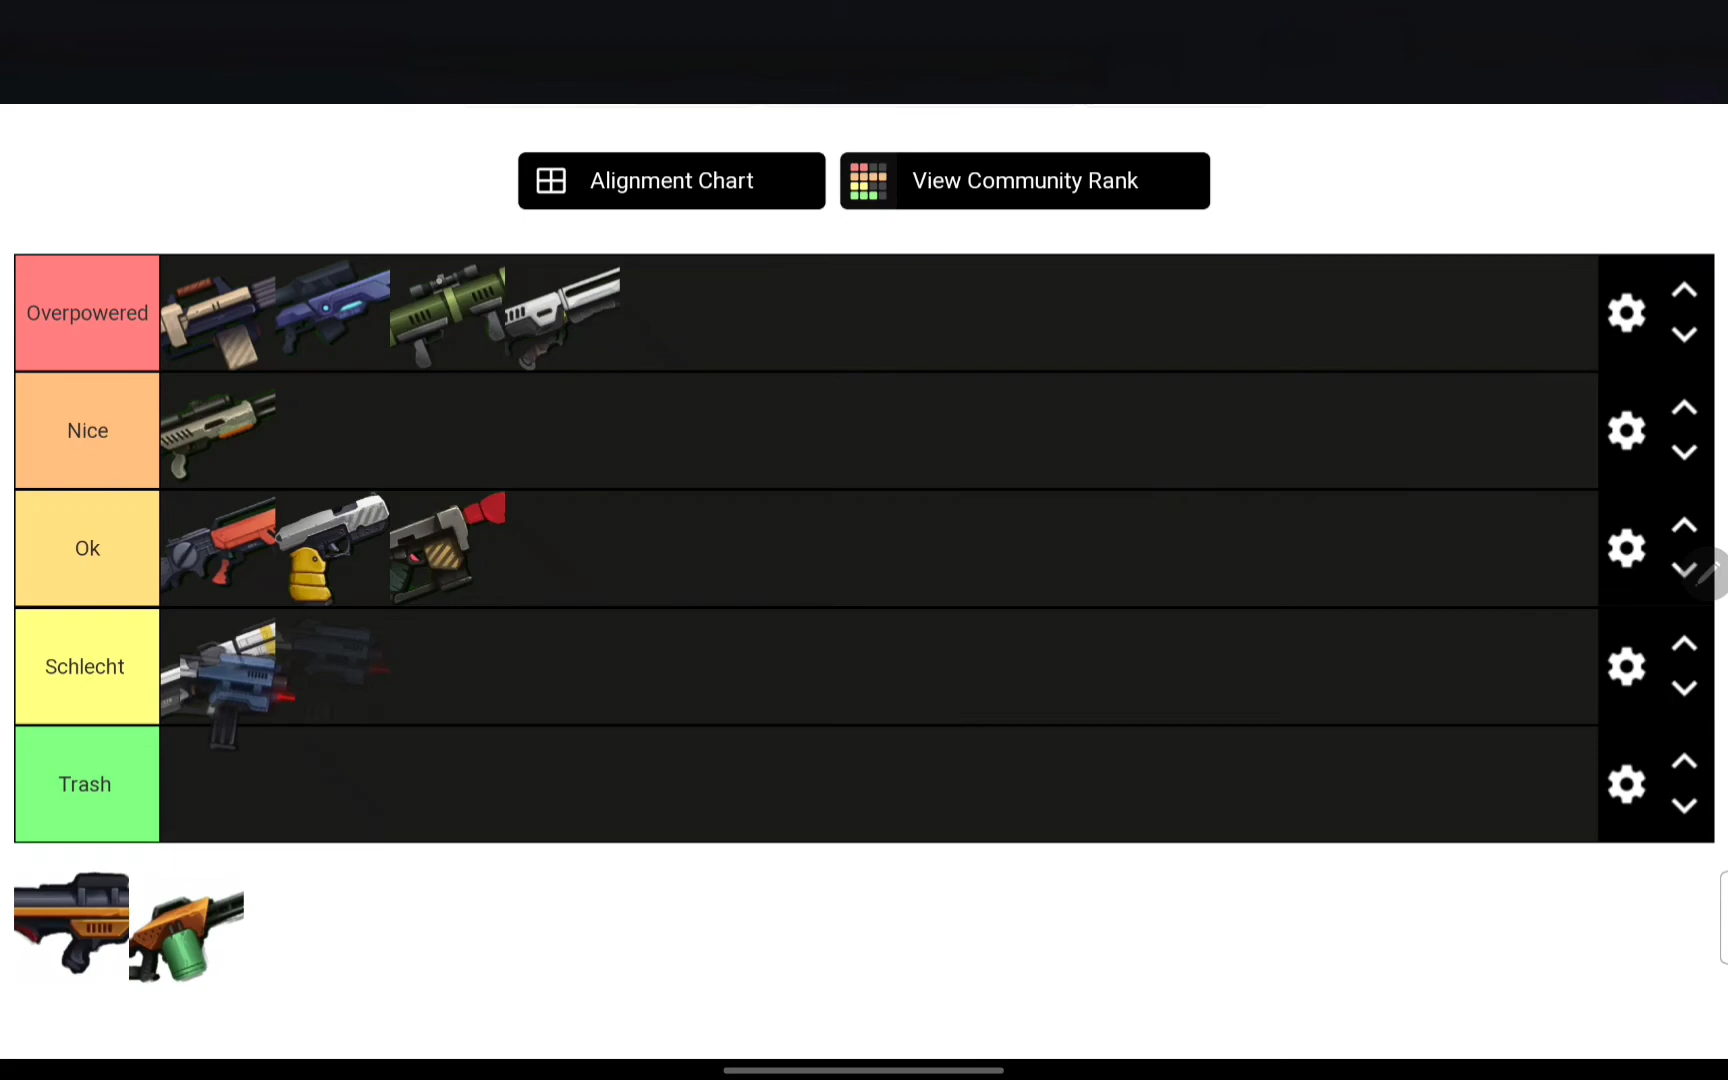 Alignment Chart
View Community Rank
Overpowered
Nice
Ok
Schlecht
Trash